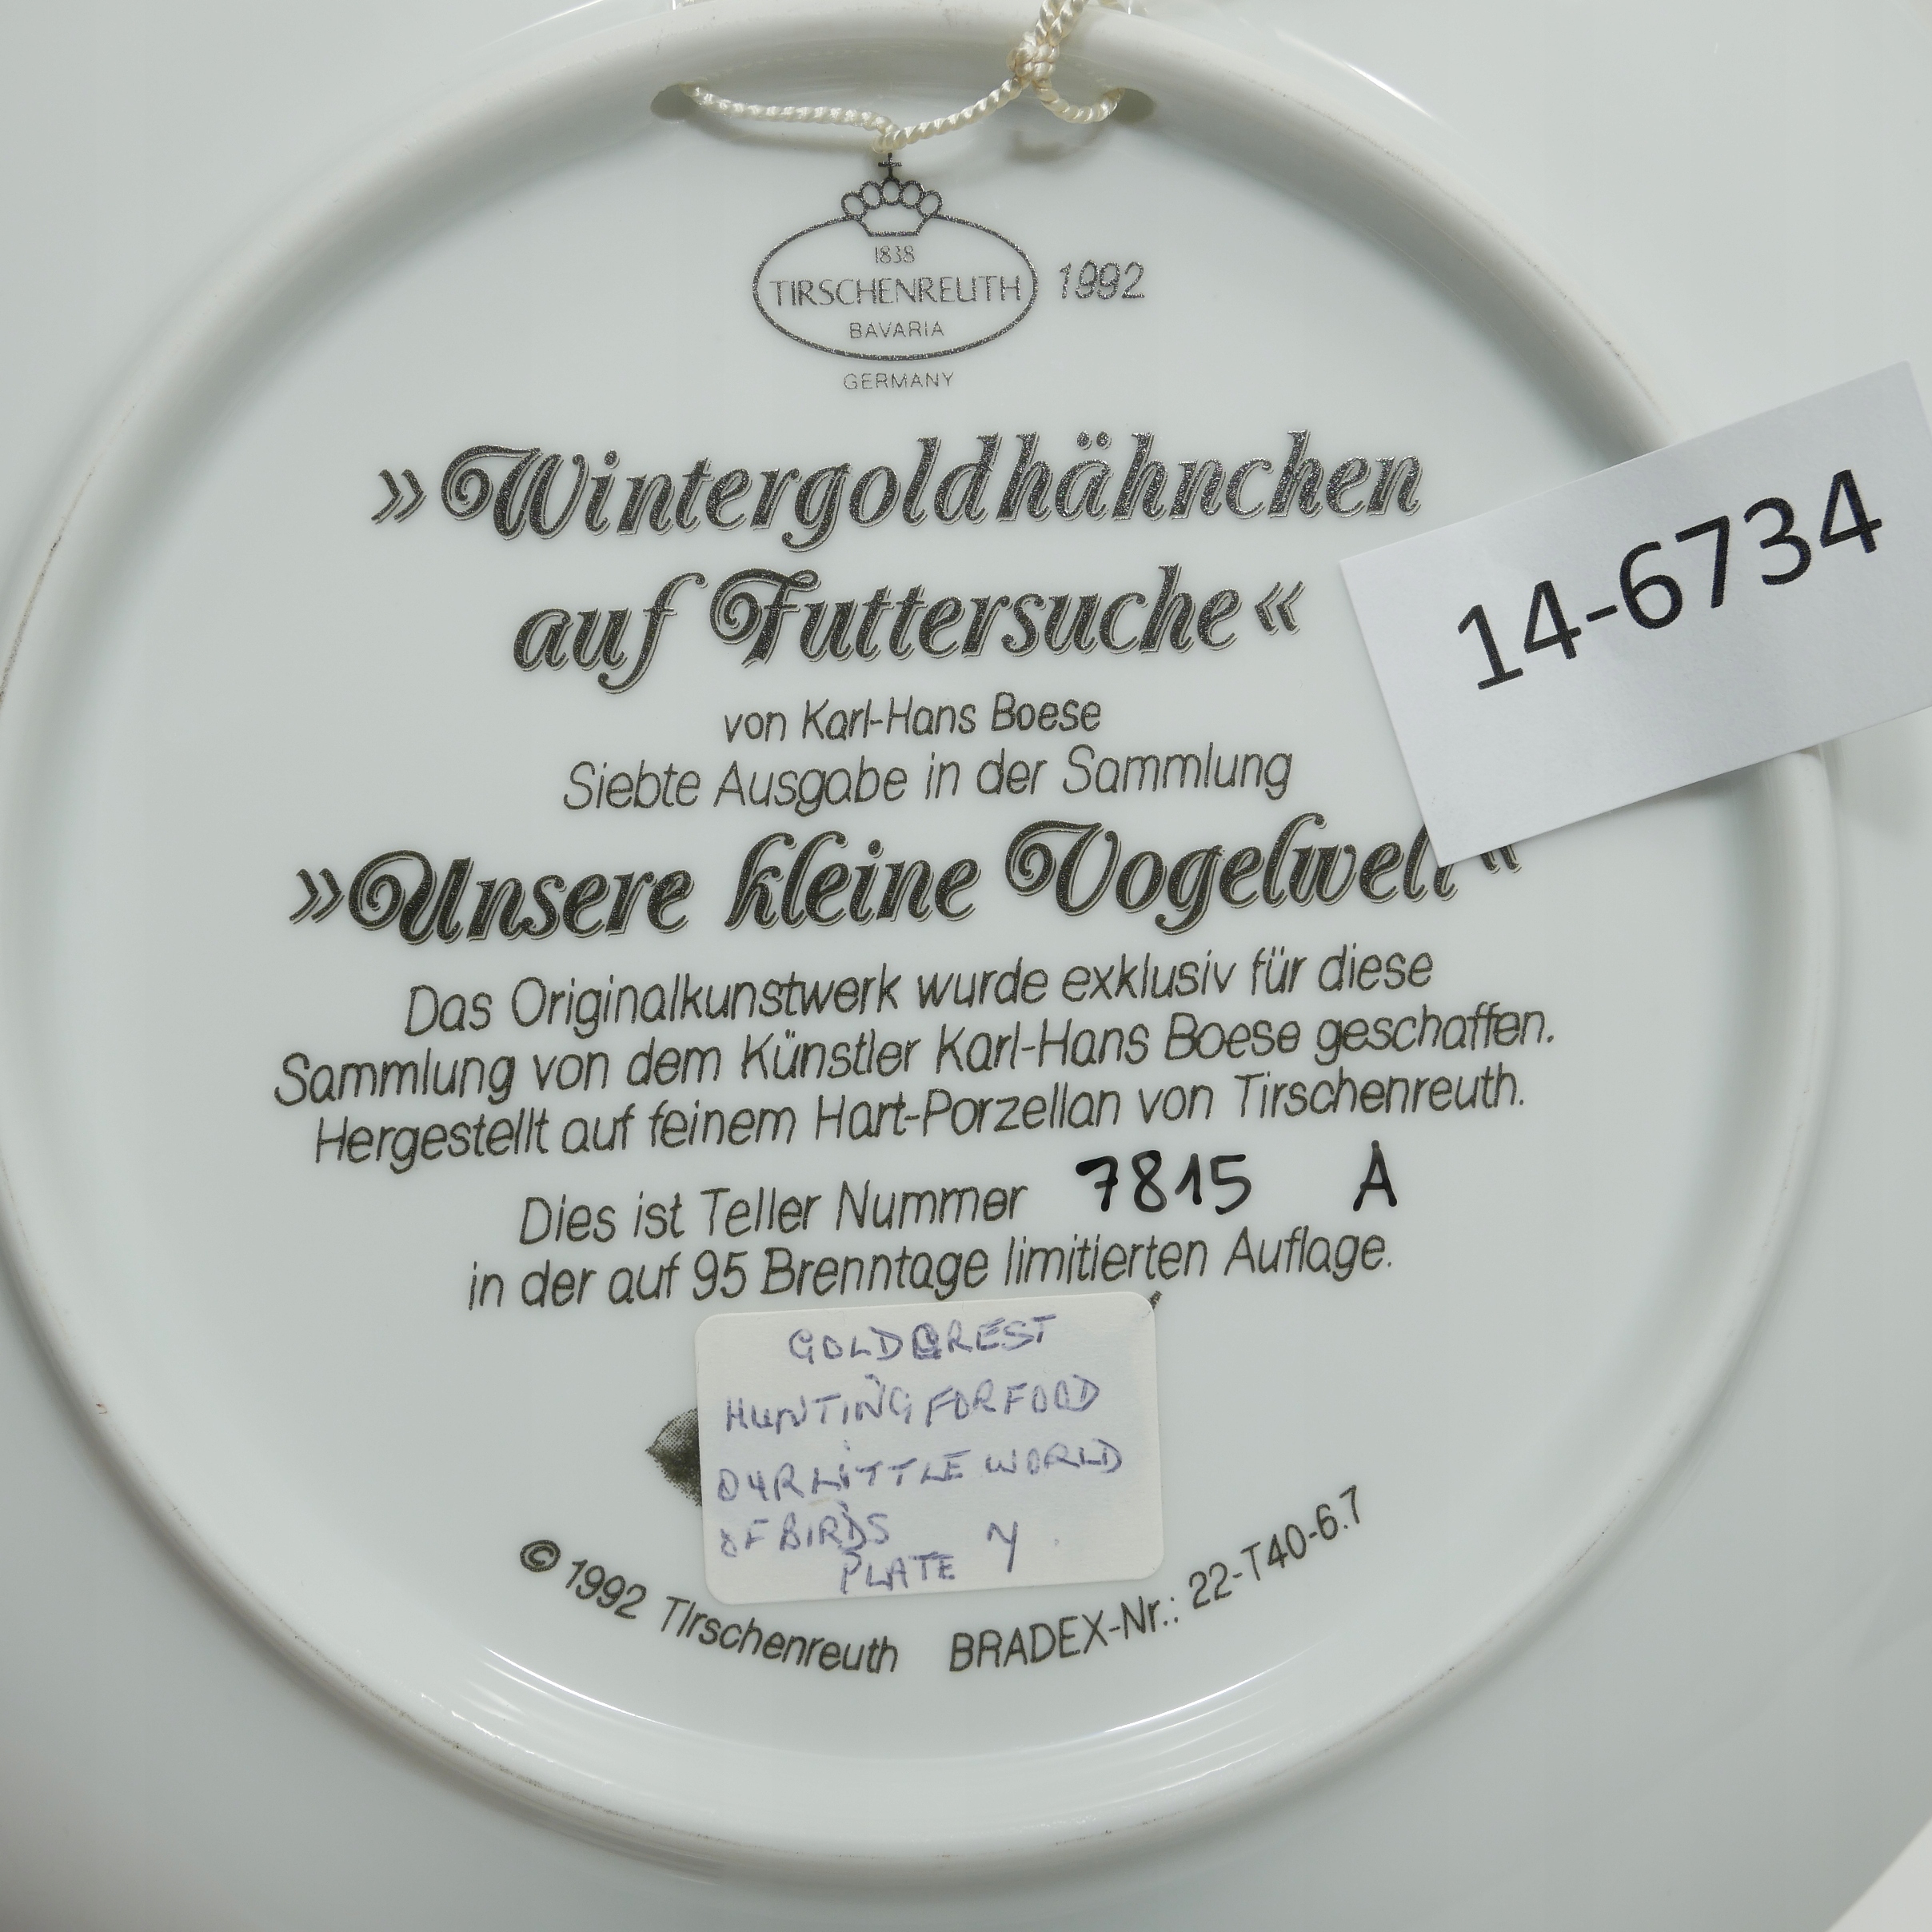 1838
TIRSCHENREUTH 1992
BAVARIA
GERMANY
»Wintergoldhähnchen
auf Futtersuche«
14-6734
von Karl-Hans Boese
Siebte Ausgabe in der Sammlung
»Unsere kleine Vogelwelt«
Das Originalkunstwerk wurde exklusiv für diese
Sammlung von dem Künstler Karl-Hans Boese geschaffen.
Hergestellt auf feinem Hart-Porzellan von Tirschenreuth.
Dies ist Teller Nummer 7815 A
in der auf 95 Brenntage limitierten Auflage.
GOLDCREST
HUNTING FOR FOOD
OUR LITTLE WORLD
OF BIRDS
PLATE 7.
© 1992 Tirschenreuth BRADEX-Nr.: 22-T40-6.7